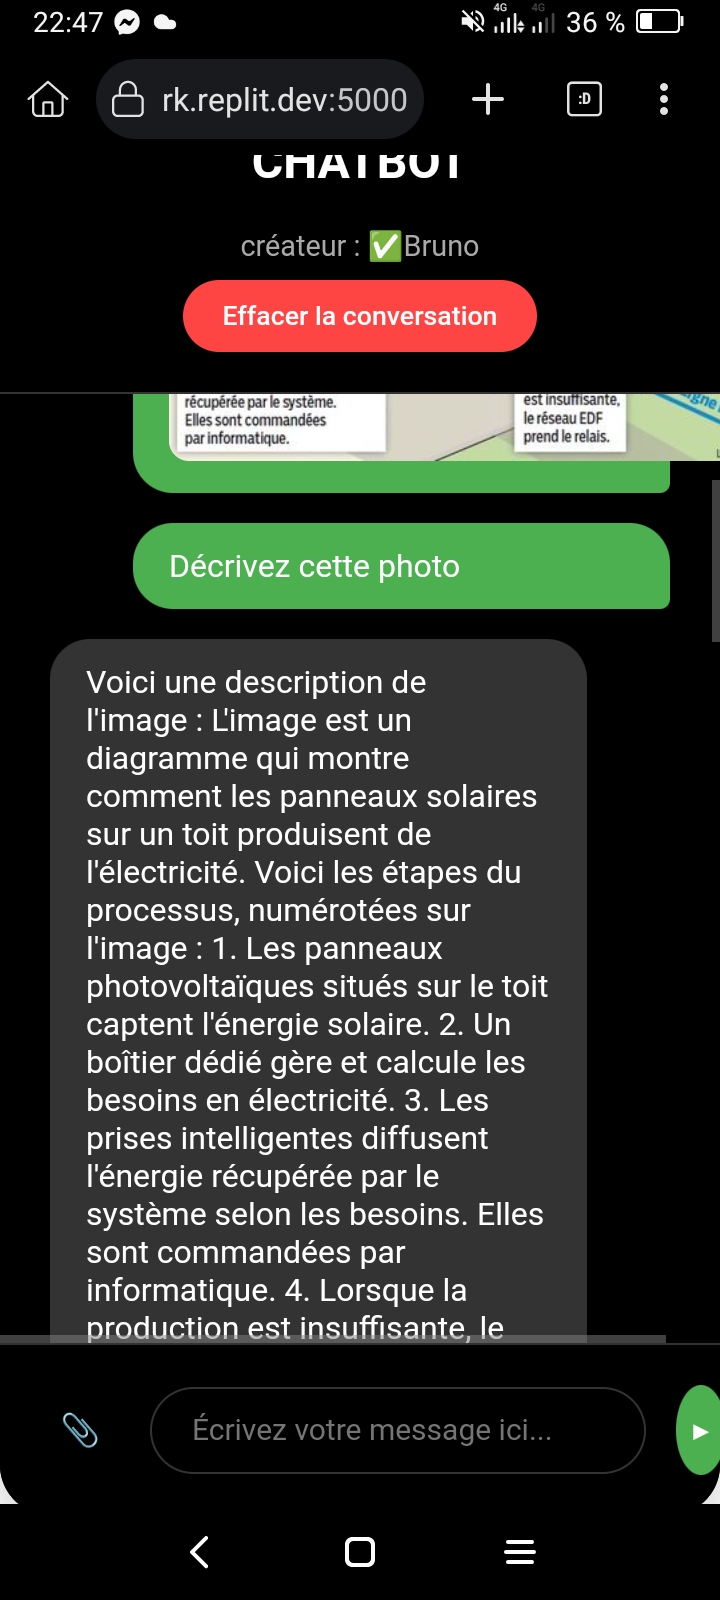 22:47 4G 4G 36 %
rk.replit.dev:5000 :D
CHATBOT
créateur : ✅Bruno
Effacer la conversation
récupérée par le système.
Elles sont commandées
par informatique.
est insuffisante,
le réseau EDF
prend le relais.
Décrivez cette photo
Voici une description de
l'image : L'image est un
diagramme qui montre
comment les panneaux solaires
sur un toit produisent de
l'électricité. Voici les étapes du
processus, numérotées sur
l'image : 1. Les panneaux
photovoltaïques situés sur le toit
captent l'énergie solaire. 2. Un
boîtier dédié gère et calcule les
besoins en électricité. 3. Les
prises intelligentes diffusent
l'énergie récupérée par le
système selon les besoins. Elles
sont commandées par
informatique. 4. Lorsque la
production est insuffisante, le
Écrivez votre message ici...